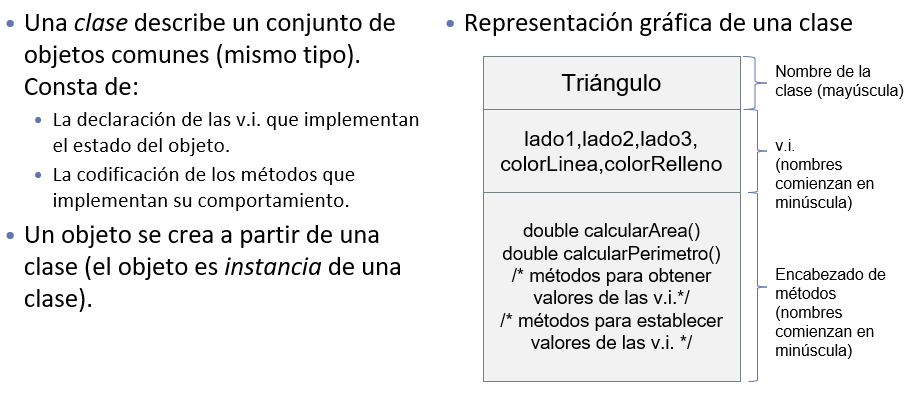 • Una clase describe un conjunto de
objetos comunes (mismo tipo).
Consta de:
• La declaración de las v.i. que implementan
el estado del objeto.
• La codificación de los métodos que
implementan su comportamiento.
• Un objeto se crea a partir de una
clase (el objeto es instancia de una
clase).
• Representación gráfica de una clase
Triángulo
Nombre de la
clase (mayúscula)
lado1,lado2,lado3,
colorLinea,colorRelleno
v.i.
(nombres
comienzan en
minúscula)
double calcularArea()
double calcularPerimetro()
/* métodos para obtener
valores de las v.i.*/
/* métodos para establecer
valores de las v.i. */
Encabezado de
métodos
(nombres
comienzan en
minúscula)